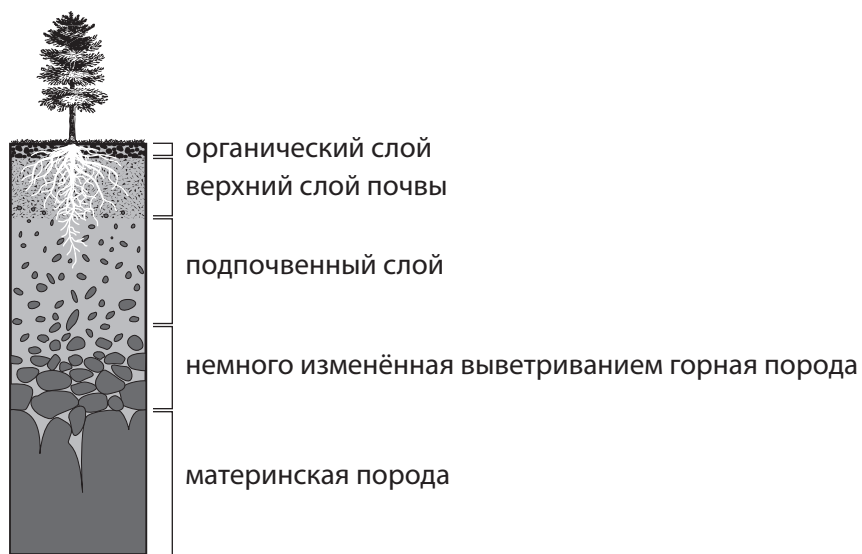 органический слой
верхний слой почвы
подпочвенный слой
немного изменённая выветриванием горная порода
материнская порода